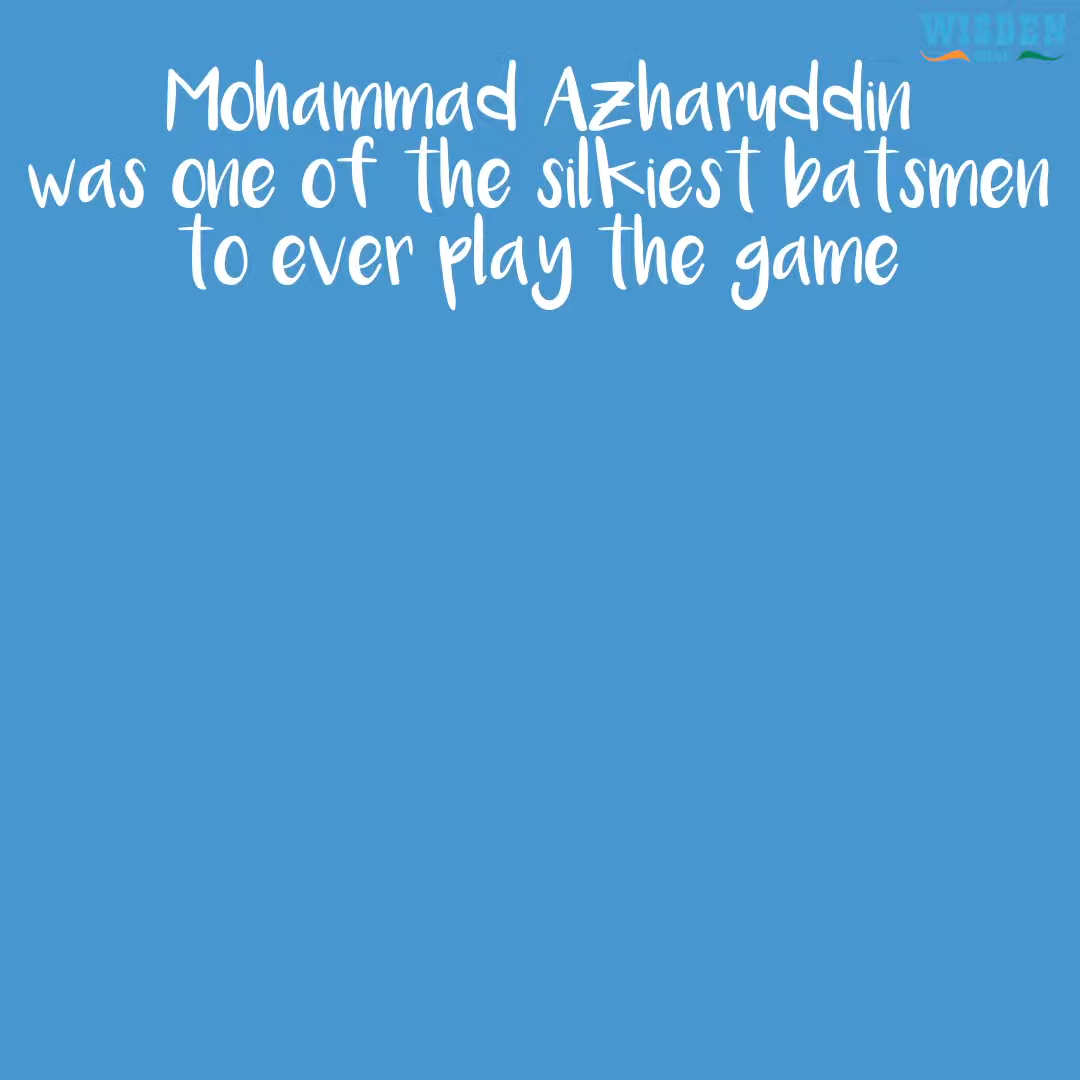 WISDEN
Mohammad Azharuddin
was one of the silkiest batsmen
to ever play the game